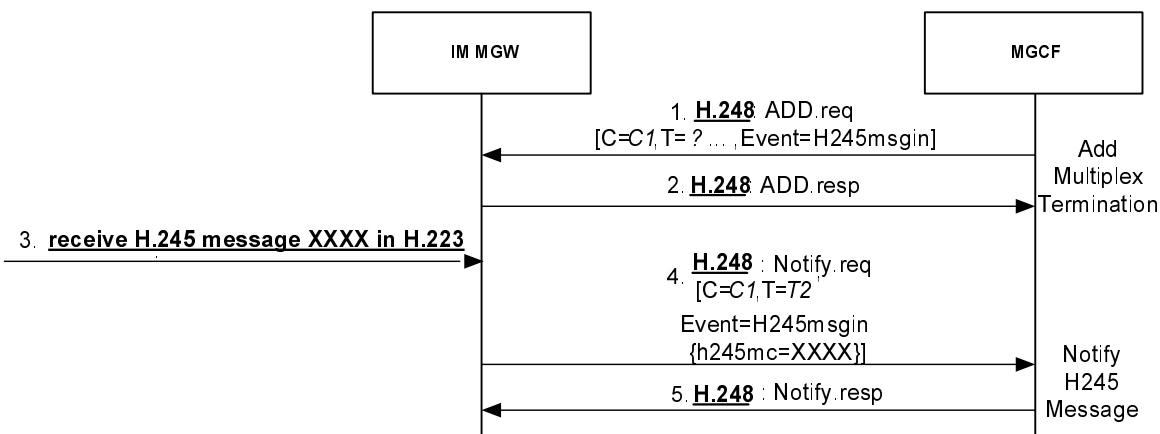 IM MGW
MGCF
1. H.248: ADD.req
[C=C1,T= ? ... ,Event=H245msgin]
Add
Multiplex
Termination
2. H.248: ADD.resp
3. receive H.245 message XXXX in H.223
4. H.248 : Notify.req
[C=C1,T=T2
Event=H245msgin
{h245mc=XXXX}]
Notify
H245
Message
5. H.248 : Notify.resp